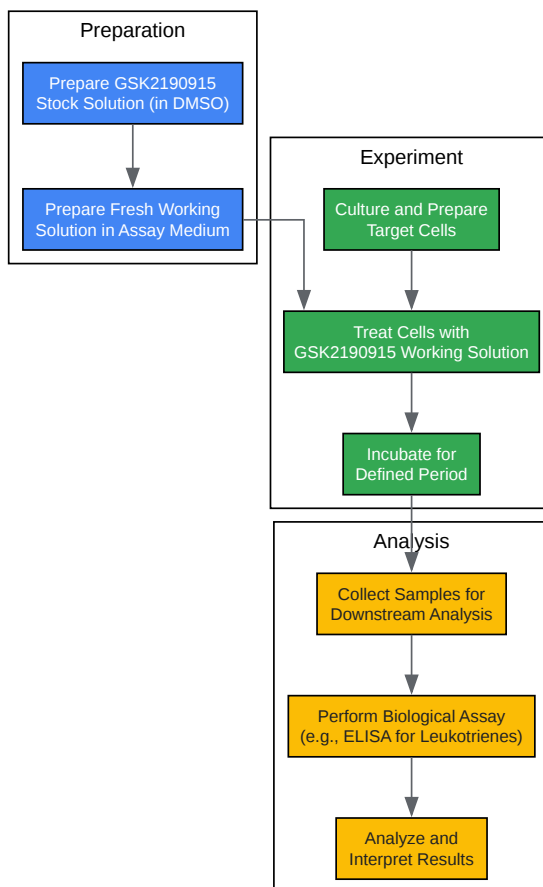 Preparation
Prepare GSK2190915
Stock Solution (in DMSO)
Prepare Fresh Working
Solution in Assay Medium
Experiment
Culture and Prepare
Target Cells
Treat Cells with
GSK2190915 Working Solution
Incubate for
Defined Period
Analysis
Collect Samples for
Downstream Analysis
Perform Biological Assay
(e.g., ELISA for Leukotrienes)
Analyze and
Interpret Results